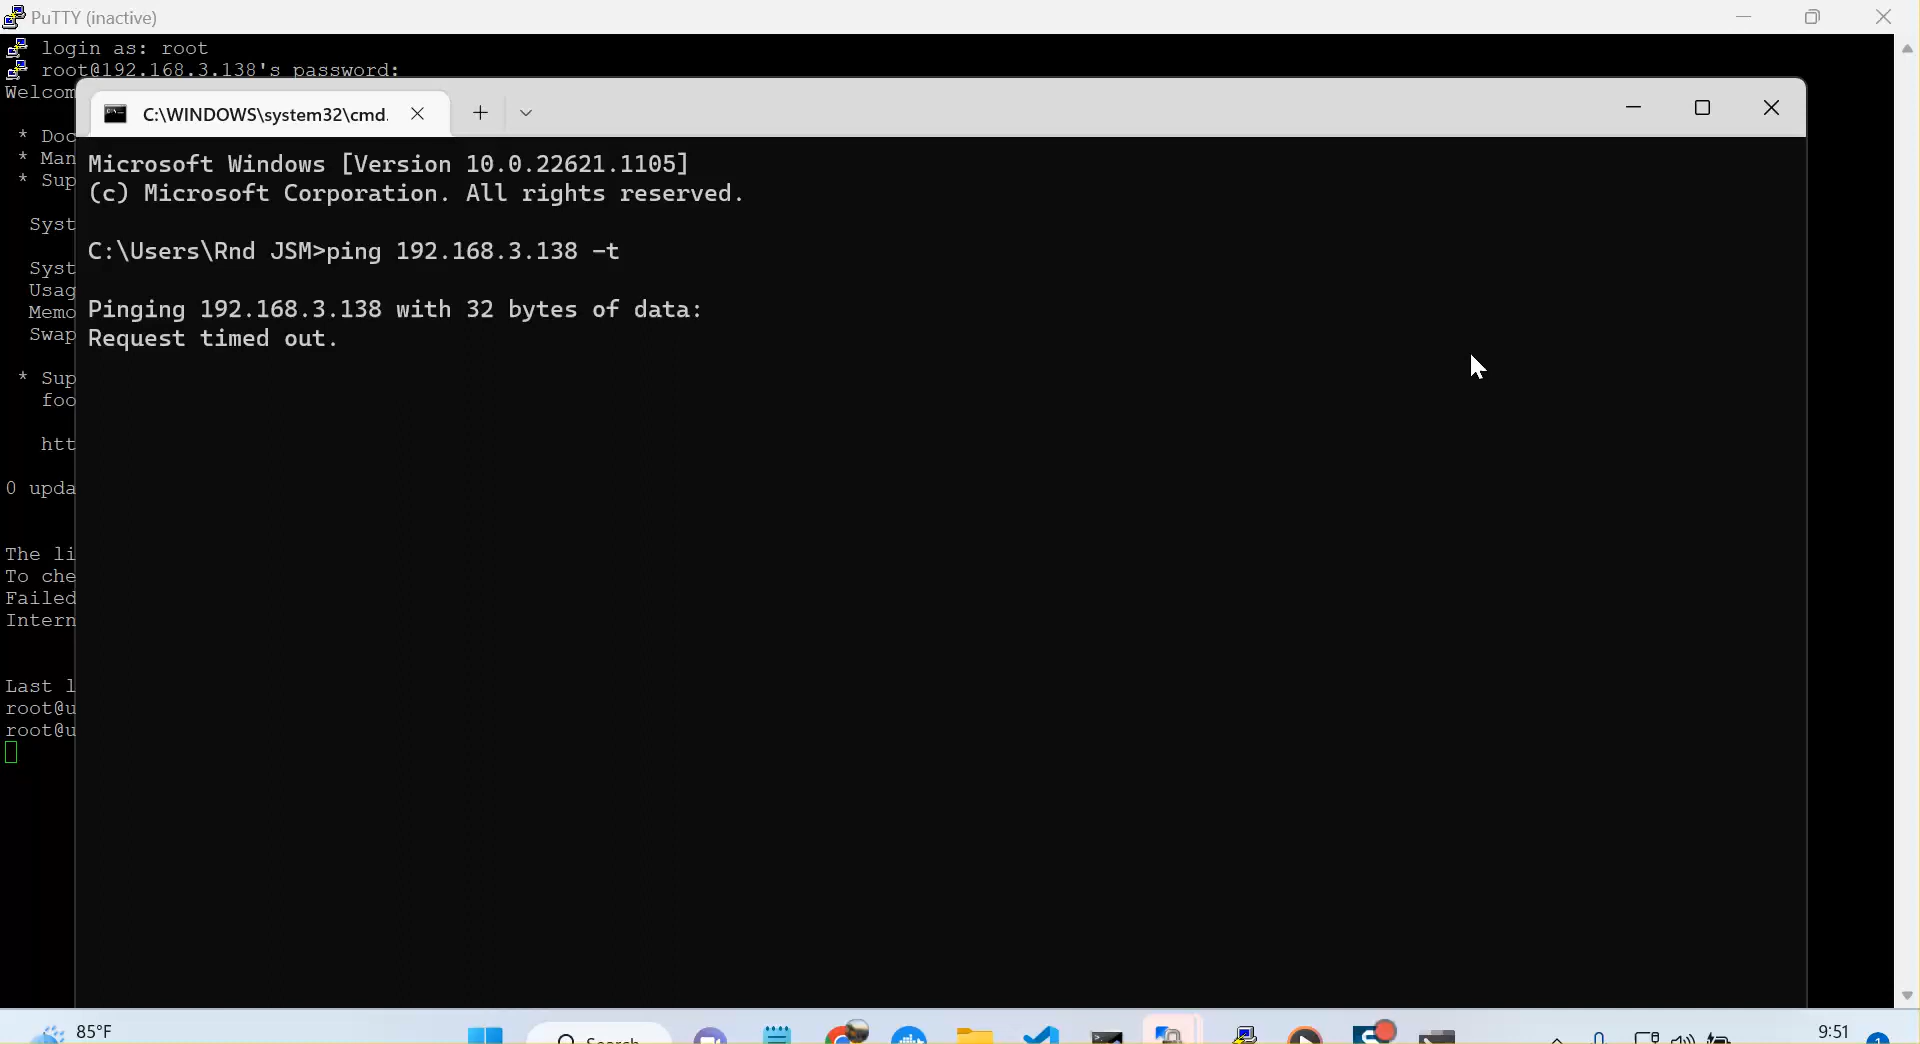 PuTTY (inactive)
login as: root
root@192.168.3.138's password:
Welcom
C:\WINDOWS\system32\cmd.
* Doc
* Man
* Sup
Syst
Syst
Usag
Memo
Swap
* Sup
foo
htt
0 upda
The li
To che
Failed
Intern
Last l
root@u
root@u
Microsoft Windows [Version 10.0.22621.1105]
(c) Microsoft Corporation. All rights reserved.
C:\Users\Rnd JSM>ping 192.168.3.138 -t
Pinging 192.168.3.138 with 32 bytes of data:
Request timed out.
85°F
Search
9:51
1